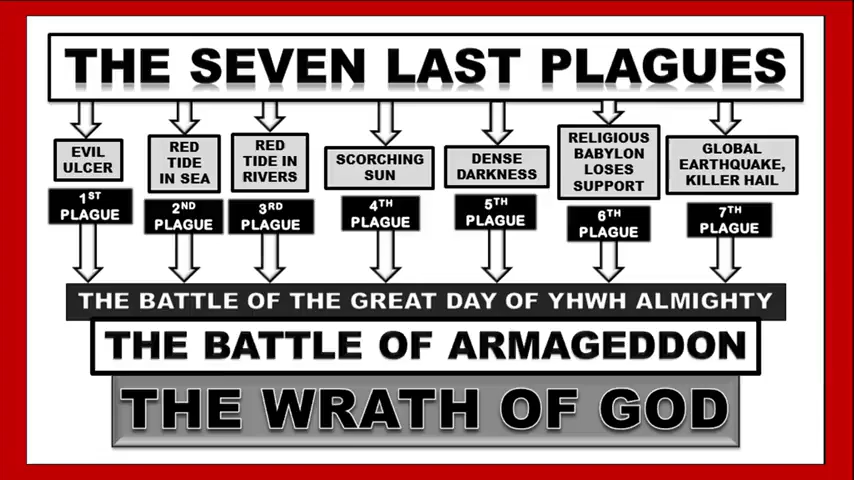 THE SEVEN LAST PLAGUES
EVIL
ULCER
1ST
PLAGUE
RED
TIDE
IN SEA
2ND
PLAGUE
RED
TIDE IN
RIVERS
3RD
PLAGUE
SCORCHING
SUN
4TH
PLAGUE
DENSE
DARKNESS
5TH
PLAGUE
RELIGIOUS
BABYLON
LOSES
SUPPORT
6TH
PLAGUE
GLOBAL
EARTHQUAKE,
KILLER HAIL
7TH
PLAGUE
THE BATTLE OF THE GREAT DAY OF YHWH ALMIGHTY
THE BATTLE OF ARMAGEDDON
THE WRATH OF GOD